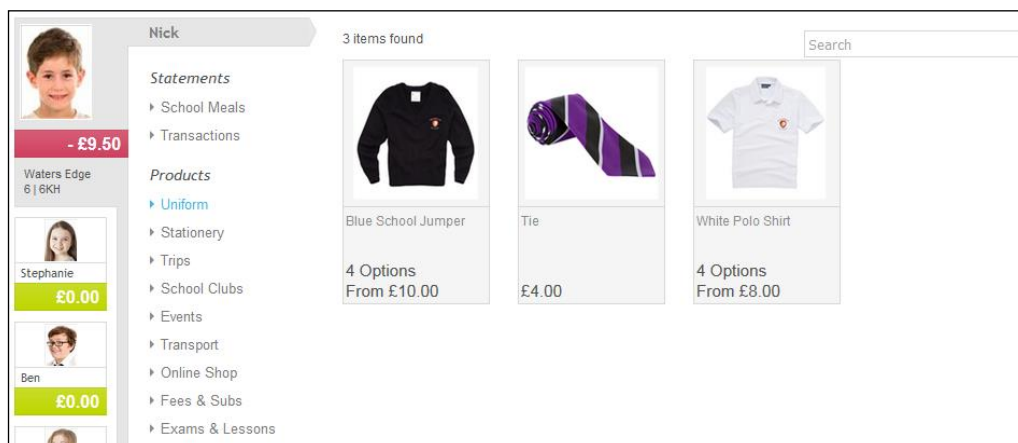 - £9.50
Waters Edge
6 | 6KH
Stephanie
£0.00
Ben
£0.00
Nick
Statements
School Meals
Transactions
Products
Uniform
Stationery
Trips
School Clubs
Events
Transport
Online Shop
Fees & Subs
Exams & Lessons
3 items found
Search
Blue School Jumper
4 Options
From £10.00
Tie
£4.00
White Polo Shirt
4 Options
From £8.00